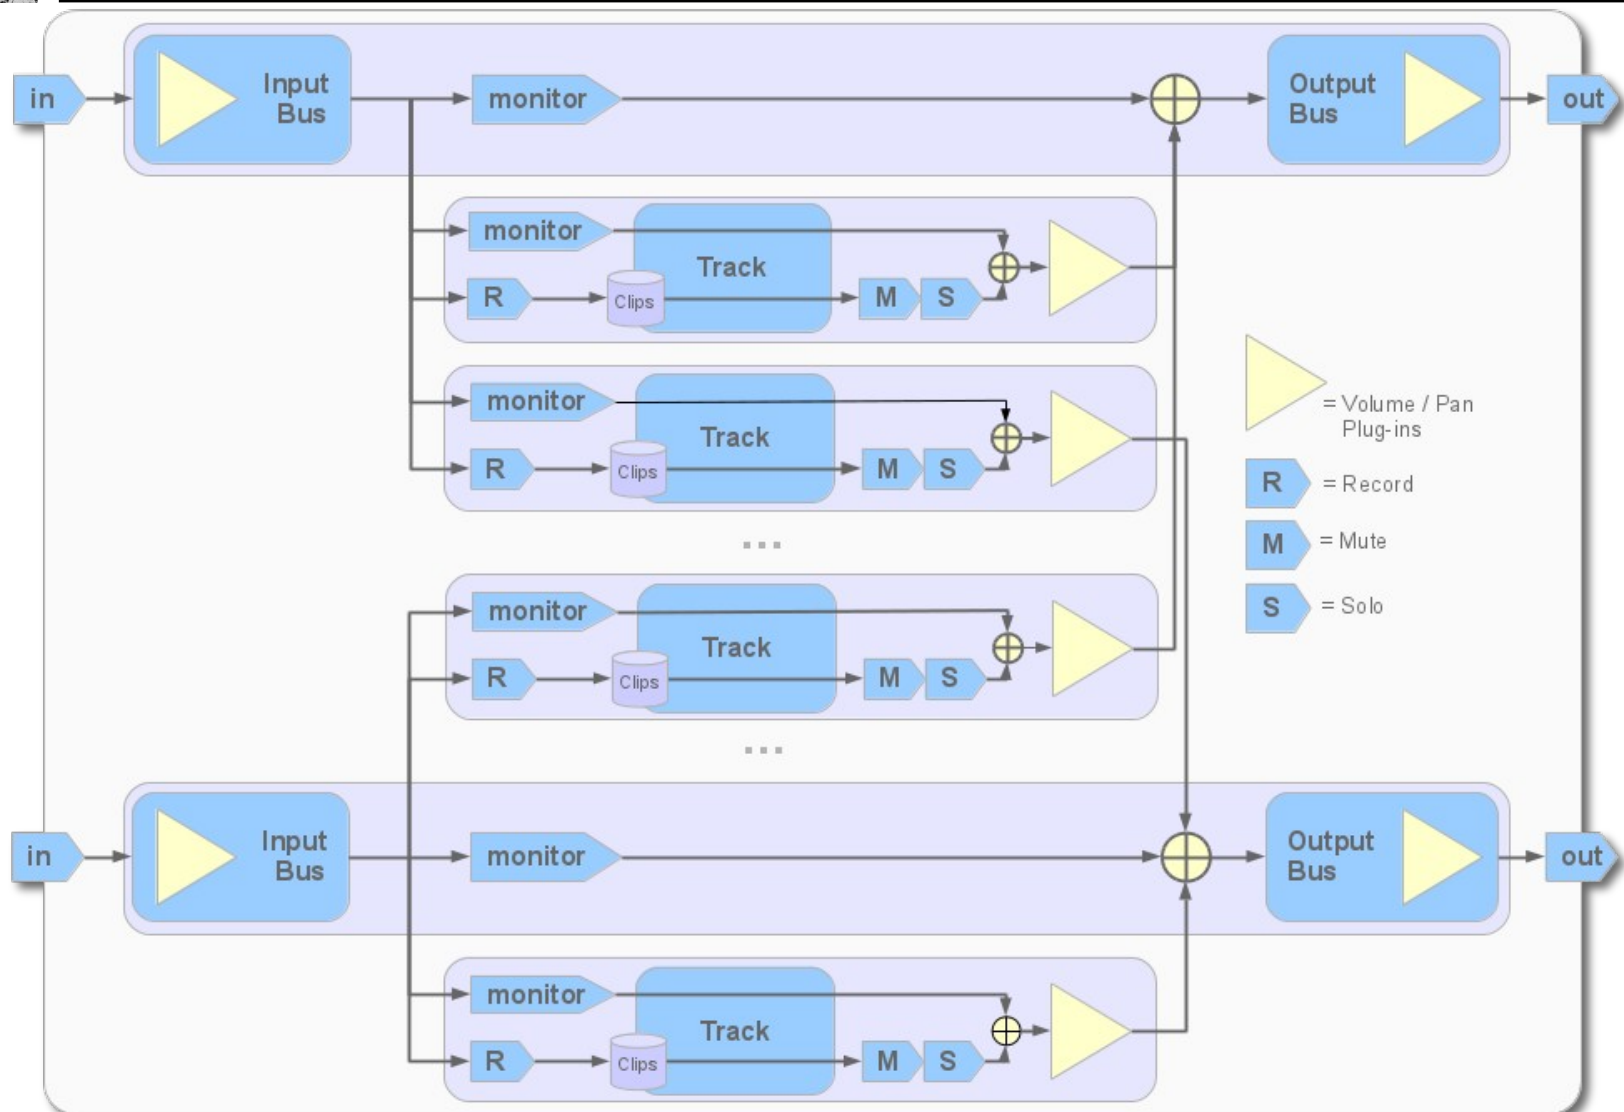 in
Input
Bus
monitor
Output
Bus
out
monitor
Track
R
Clips
M
S
monitor
Track
R
Clips
M
S
= Volume / Pan
Plug-ins
R
= Record
M
= Mute
S
= Solo
...
monitor
Track
R
Clips
M
S
...
in
Input
Bus
monitor
Output
Bus
out
monitor
Track
R
Clips
M
S